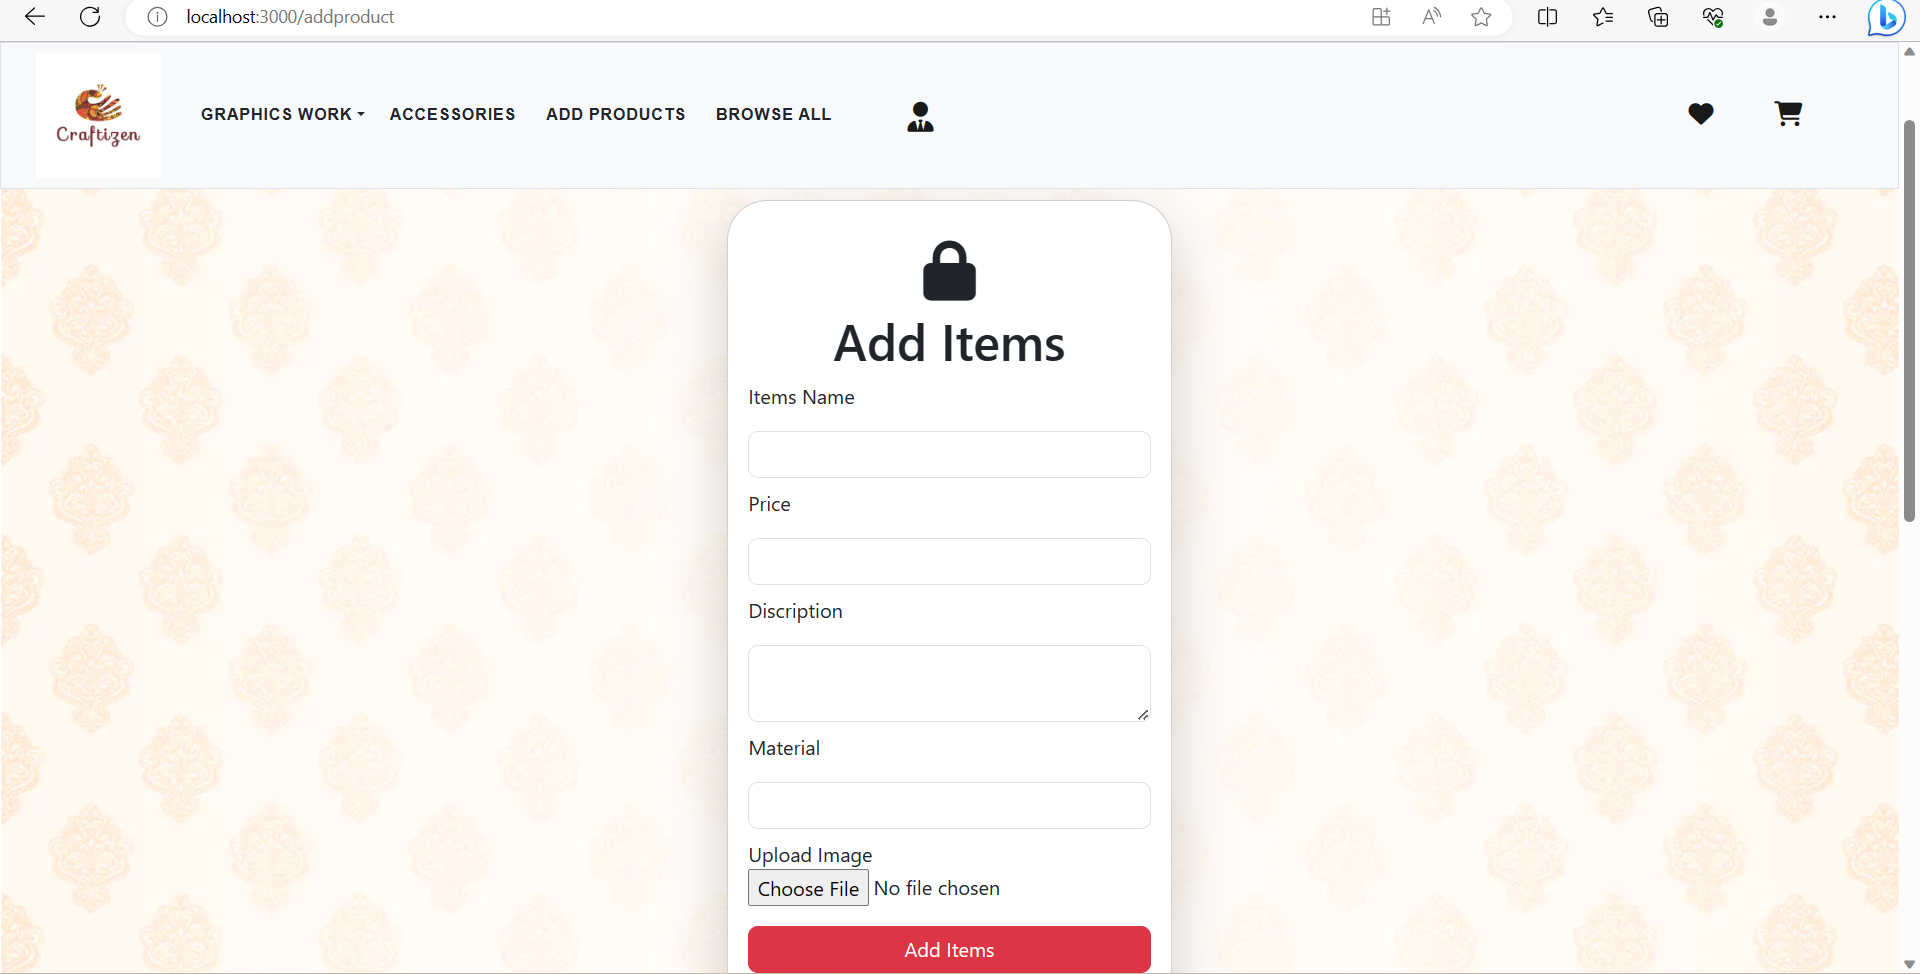 localhost:3000/addproduct
Craftizen
GRAPHICS WORK
ACCESSORIES
ADD PRODUCTS
BROWSE ALL
Add Items
Items Name
Price
Discription
Material
Upload Image
Choose File No file chosen
Add Items